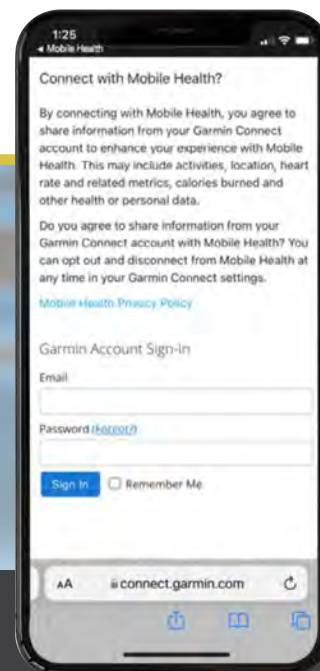 1:25
◀ Mobile Health
Connect with Mobile Health?
By connecting with Mobile Health, you agree to
share information from your Garmin Connect
account to enhance your experience with Mobile
Health. This may include activities, location, heart
rate and related metrics, calories burned and
other health or personal data.
Do you agree to share information from your
Garmin Connect account with Mobile Health? You
can opt out and disconnect from Mobile Health at
any time in your Garmin Connect settings.
Mobile Health Privacy Policy
Garmin Account Sign-In
Email
Password (Forgot?)
Sign In Remember Me
AA connect.garmin.com